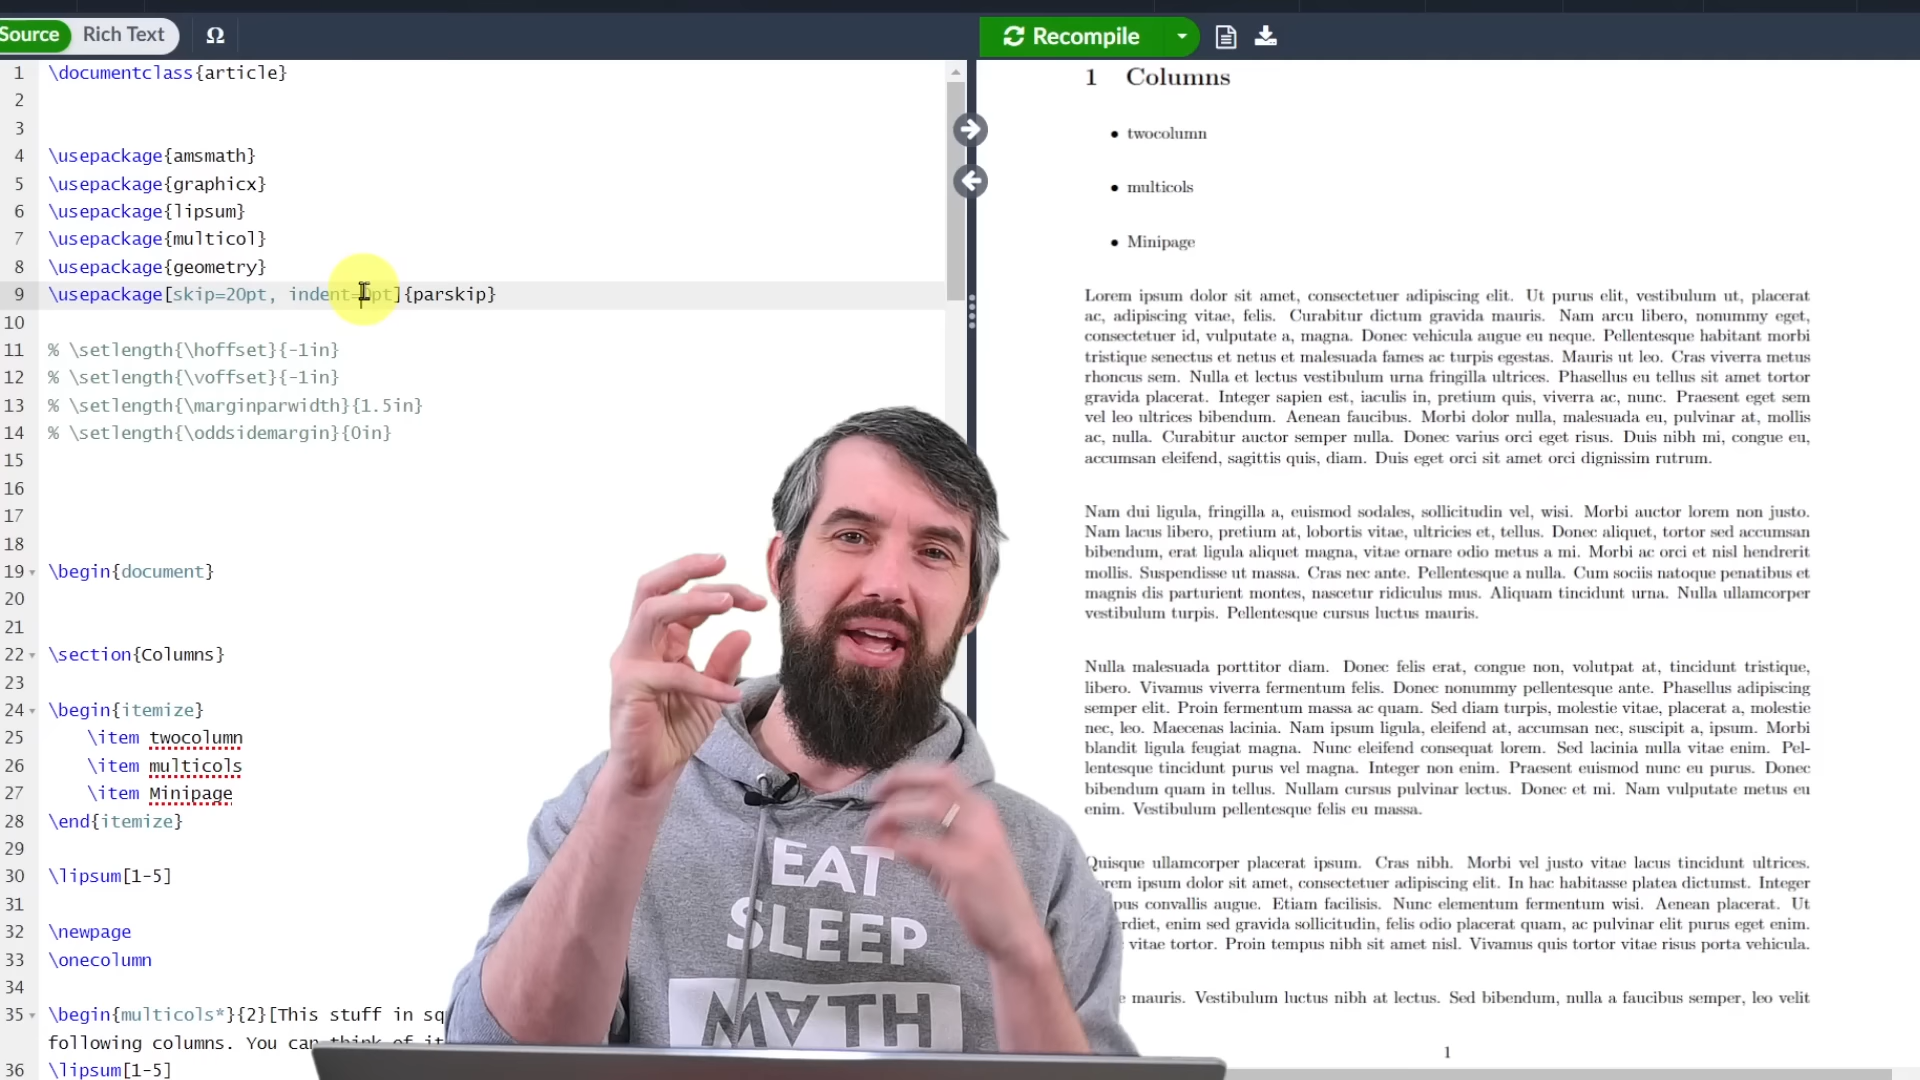 Source Rich Text Ω
Recompile
1 \documentclass{article}
2
3
4 \usepackage{amsmath}
5 \usepackage{graphicx}
6 \usepackage{lipsum}
7 \usepackage{multicol}
8 \usepackage{geometry}
9 \usepackage[skip=20pt, indent=0pt]{parskip}
10
11 % \setlength{\hoffset}{-1in}
12 % \setlength{\voffset}{-1in}
13 % \setlength{\marginparwidth}{1.5in}
14 % \setlength{\oddsidemargin}{0in}
15
16
17
18
19 \begin{document}
20
21
22 \section{Columns}
23
24 \begin{itemize}
25 \item twocolumn
26 \item multicols
27 \item Minipage
28 \end{itemize}
29
30 \lipsum[1-5]
31
32 \newpage
33 \onecolumn
34
35 \begin{multicols*}{2}[This stuff in sq
following columns. You can think of it
36 \lipsum[1-5]
1 Columns
• twocolumn
• multicols
• Minipage
Lorem ipsum dolor sit amet, consectetuer adipiscing elit. Ut purus elit, vestibulum ut, placerat
ac, adipiscing vitae, felis. Curabitur dictum gravida mauris. Nam arcu libero, nonummy eget,
consectetuer id, vulputate a, magna. Donec vehicula augue eu neque. Pellentesque habitant morbi
tristique senectus et netus et malesuada fames ac turpis egestas. Mauris ut leo. Cras viverra metus
rhoncus sem. Nulla et lectus vestibulum urna fringilla ultrices. Phasellus eu tellus sit amet tortor
gravida placerat. Integer sapien est, iaculis in, pretium quis, viverra ac, nunc. Praesent eget sem
vel leo ultrices bibendum. Aenean faucibus. Morbi dolor nulla, malesuada eu, pulvinar at, mollis
ac, nulla. Curabitur auctor semper nulla. Donec varius orci eget risus. Duis nibh mi, congue eu,
accumsan eleifend, sagittis quis, diam. Duis eget orci sit amet orci dignissim rutrum.
Nam dui ligula, fringilla a, euismod sodales, sollicitudin vel, wisi. Morbi auctor lorem non justo.
Nam lacus libero, pretium at, lobortis vitae, ultricies et, tellus. Donec aliquet, tortor sed accumsan
bibendum, erat ligula aliquet magna, vitae ornare odio metus a mi. Morbi ac orci et nisl hendrerit
mollis. Suspendisse ut massa. Cras nec ante. Pellentesque a nulla. Cum sociis natoque penatibus et
magnis dis parturient montes, nascetur ridiculus mus. Aliquam tincidunt urna. Nulla ullamcorper
vestibulum turpis. Pellentesque cursus luctus mauris.
Nulla malesuada porttitor diam. Donec felis erat, congue non, volutpat at, tincidunt tristique,
libero. Vivamus viverra fermentum felis. Donec nonummy pellentesque ante. Phasellus adipiscing
semper elit. Proin fermentum massa ac quam. Sed diam turpis, molestie vitae, placerat a, molestie
nec, leo. Maecenas lacinia. Nam ipsum ligula, eleifend at, accumsan nec, suscipit a, ipsum. Morbi
blandit ligula feugiat magna. Nunc eleifend consequat lorem. Sed lacinia nulla vitae enim. Pel-
lentesque tincidunt purus vel magna. Integer non enim. Praesent euismod nunc eu purus. Donec
bibendum quam in tellus. Nullam cursus pulvinar lectus. Donec et mi. Nam vulputate metus eu
enim. Vestibulum pellentesque felis eu massa.
Quisque ullamcorper placerat ipsum. Cras nibh. Morbi vel justo vitae lacus tincidunt ultrices.
orem ipsum dolor sit amet, consectetuer adipiscing elit. In hac habitasse platea dictumst. Integer
pus convallis augue. Etiam facilisis. Nunc elementum fermentum wisi. Aenean placerat. Ut
rdiet, enim sed gravida sollicitudin, felis odio placerat quam, ac pulvinar elit purus eget enim.
vitae tortor. Proin tempus nibh sit amet nisl. Vivamus quis tortor vitae risus porta vehicula.
e mauris. Vestibulum luctus nibh at lectus. Sed bibendum, nulla a faucibus semper, leo velit
1
EAT
SLEEP
MATH